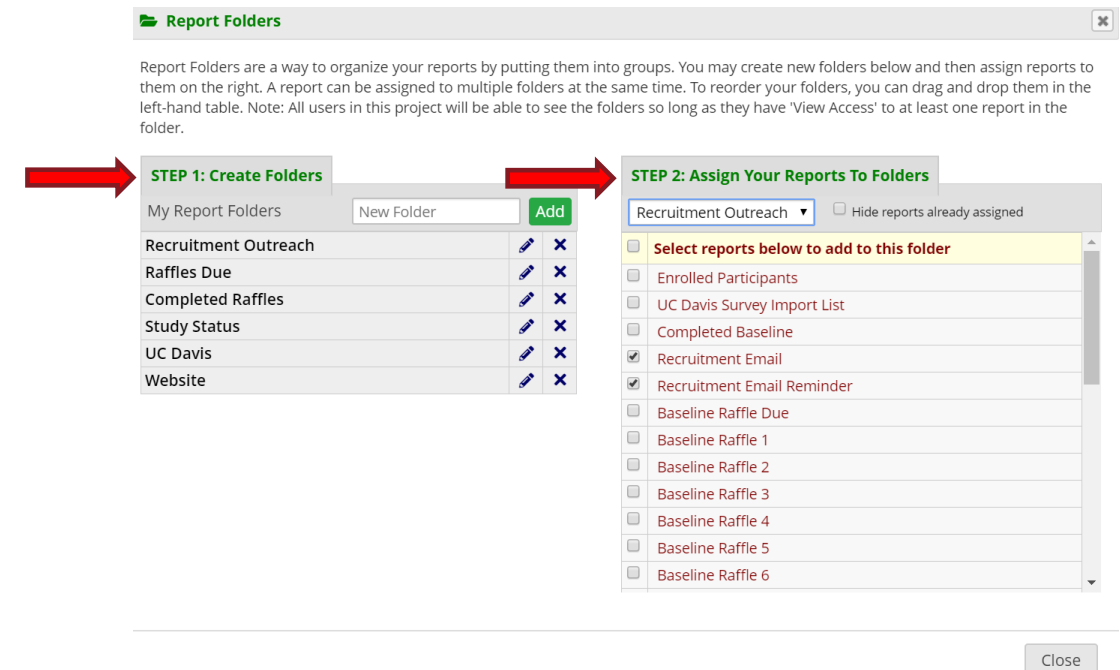 Report Folders
Report Folders are a way to organize your reports by putting them into groups. You may create new folders below and then assign reports to
them on the right. A report can be assigned to multiple folders at the same time. To reorder your folders, you can drag and drop them in the
left-hand table. Note: All users in this project will be able to see the folders so long as they have 'View Access' to at least one report in the
folder.
STEP 1: Create Folders
My Report Folders New Folder Add
Recruitment Outreach
Raffles Due
Completed Raffles
Study Status
UC Davis
Website
STEP 2: Assign Your Reports To Folders
Recruitment Outreach Hide reports already assigned
Select reports below to add to this folder
Enrolled Participants
UC Davis Survey Import List
Completed Baseline
Recruitment Email
Recruitment Email Reminder
Baseline Raffle Due
Baseline Raffle 1
Baseline Raffle 2
Baseline Raffle 3
Baseline Raffle 4
Baseline Raffle 5
Baseline Raffle 6
Close